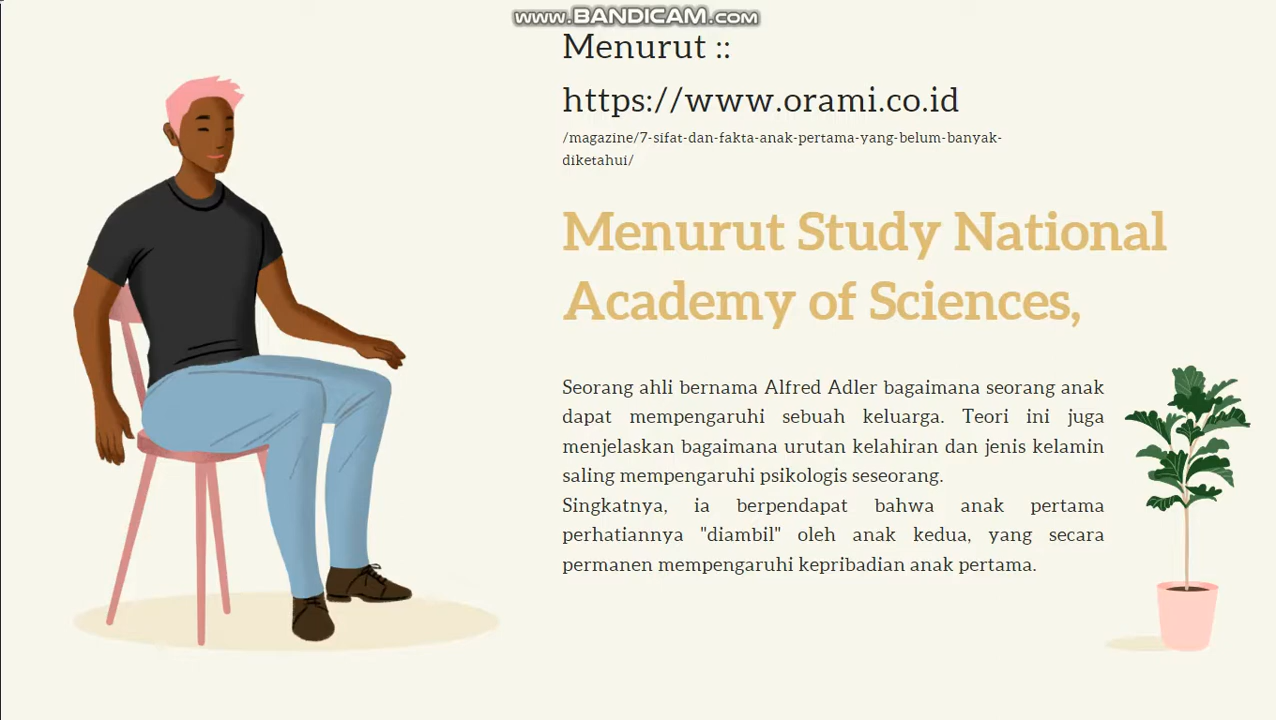 www.BANDICAM.com
Menurut ::
https://www.orami.co.id
/magazine/7-sifat-dan-fakta-anak-pertama-yang-belum-banyak-
diketahui/
Menurut Study National
Academy of Sciences,
Seorang ahli bernama Alfred Adler bagaimana seorang anak
dapat mempengaruhi sebuah keluarga. Teori ini juga
menjelaskan bagaimana urutan kelahiran dan jenis kelamin
saling mempengaruhi psikologis seseorang.
Singkatnya, ia berpendapat bahwa anak pertama
perhatiannya "diambil" oleh anak kedua, yang secara
permanen mempengaruhi kepribadian anak pertama.